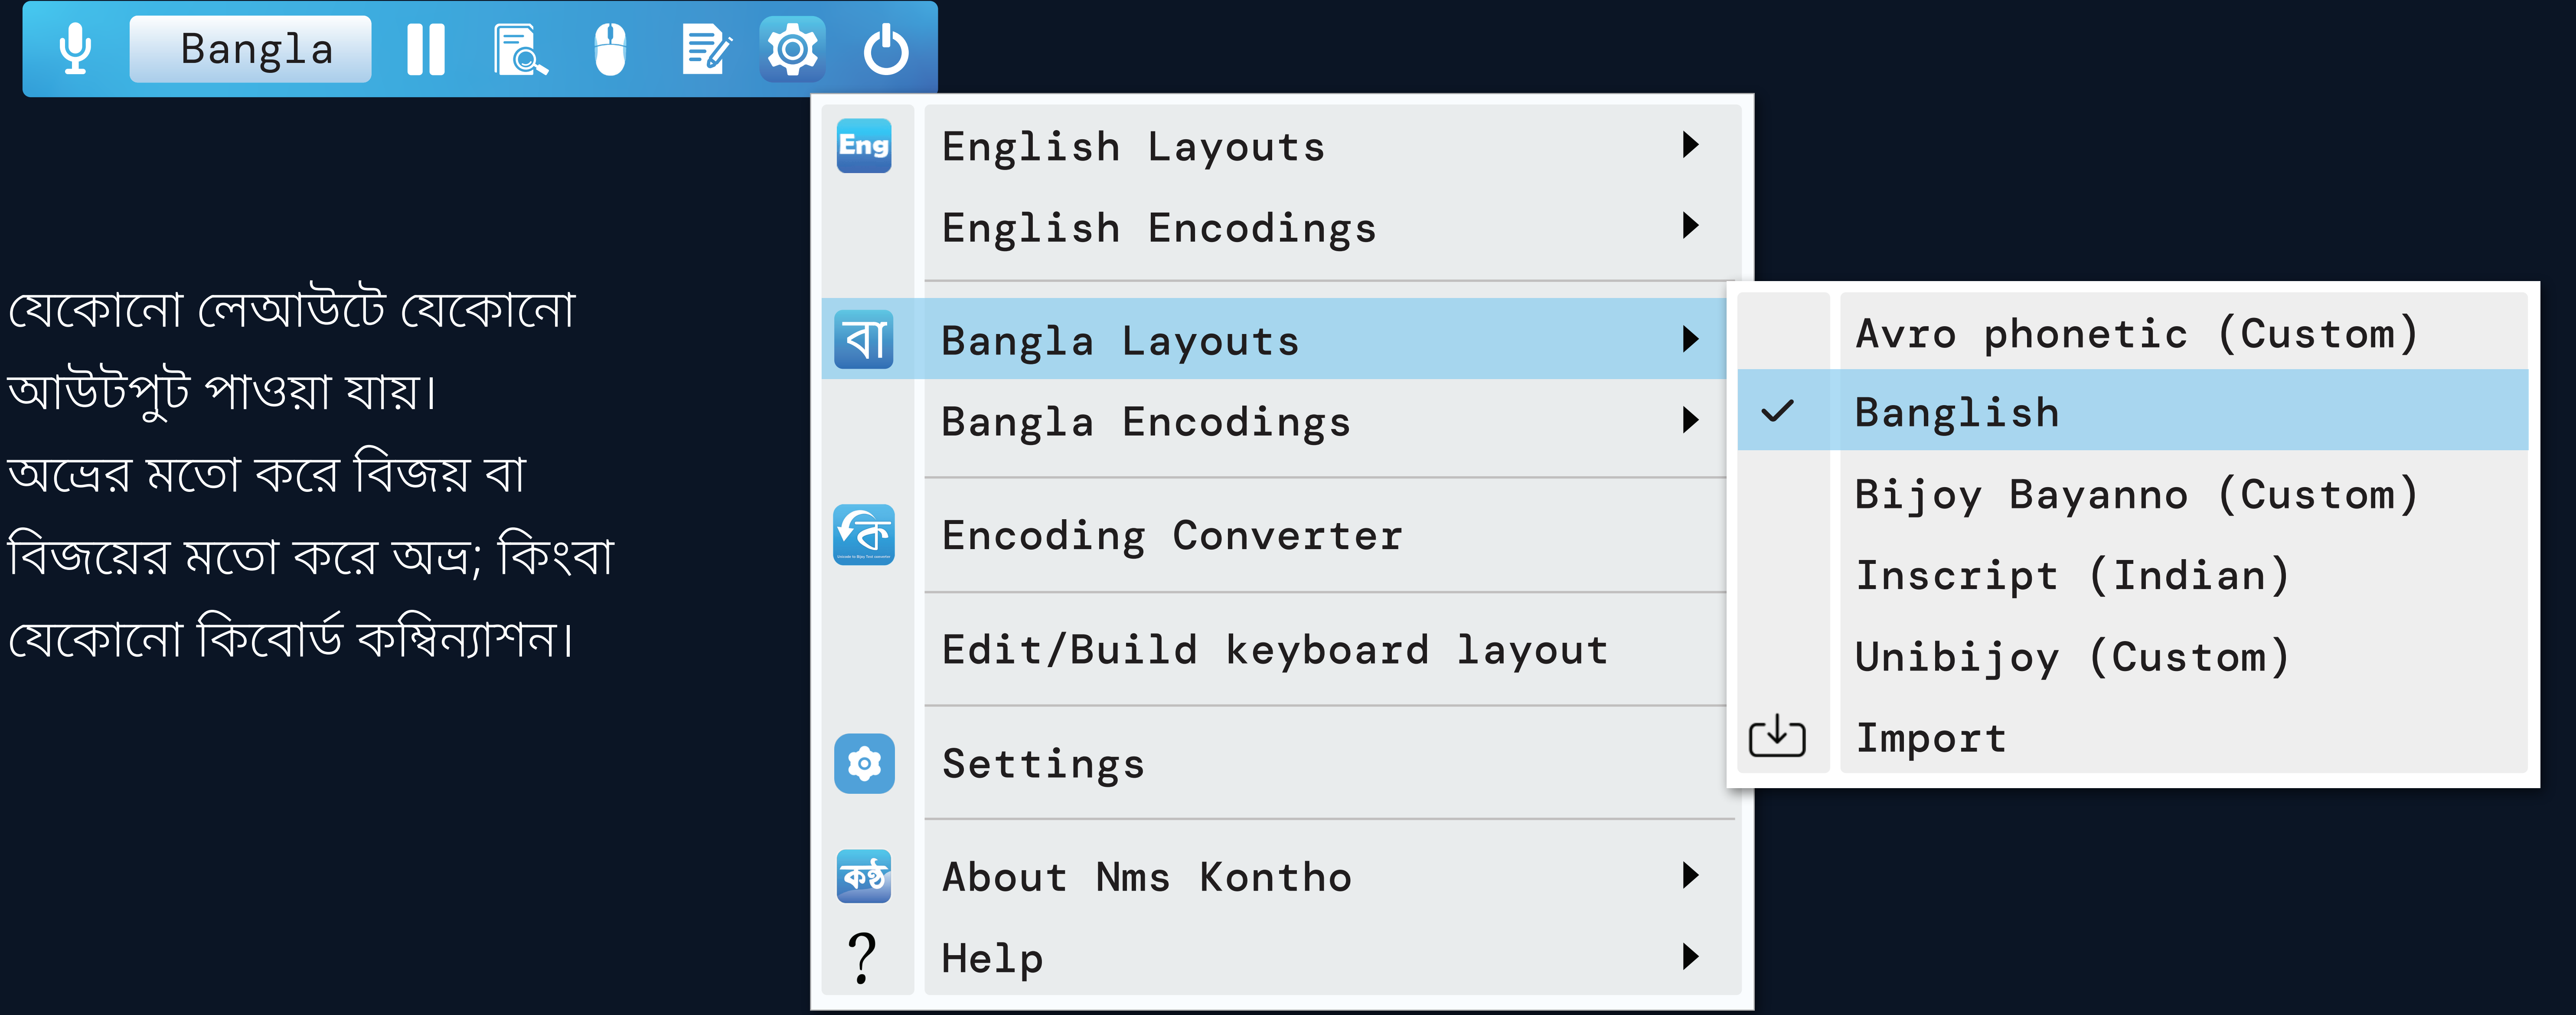 Bangla
Eng English Layouts
English Encodings
যেকোনো লেআউটে যেকোনো
আউটপুট পাওয়া যায়।
অভ্রের মতো করে বিজয় বা
বিজয়ের মতো করে অভ্র; কিংবা
যেকোনো কিবোর্ড কম্বিন্যাশন।
বা Bangla Layouts
Bangla Encodings
ক Encoding Converter
Edit/Build keyboard layout
Settings
কণ্ঠ About Nms Kontho
? Help
Avro phonetic (Custom)
Banglish
Bijoy Bayanno (Custom)
Inscript (Indian)
Unibijoy (Custom)
Import